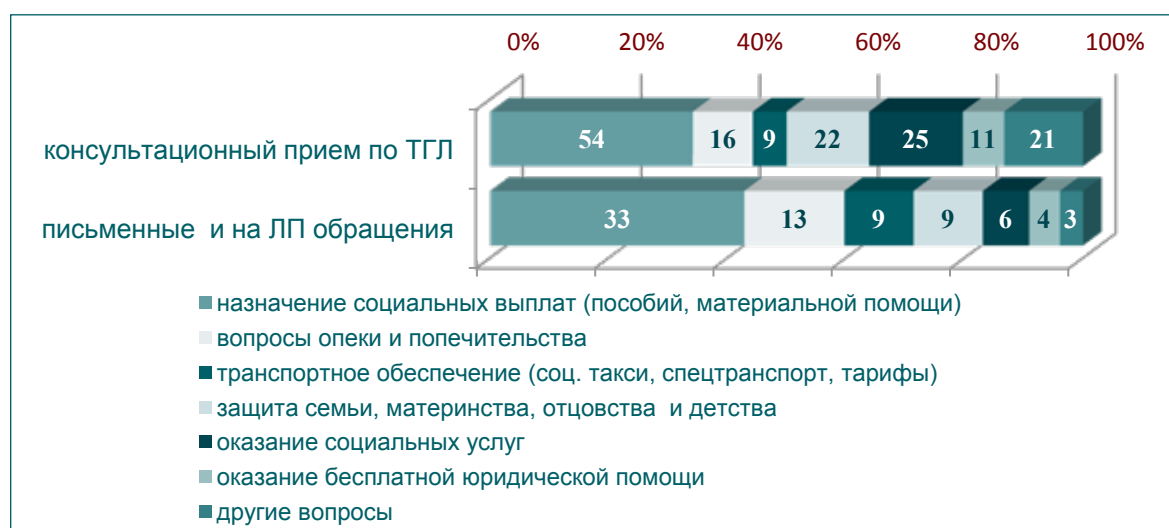 0% 20% 40% 60% 80% 100%
консультационный прием по ТГЛ 54 16 9 22 25 11 21
письменные и на ЛП обращения 33 13 9 9 6 4 3
назначение социальных выплат (пособий, материальной помощи)
вопросы опеки и попечительства
транспортное обеспечение (соц. такси, спецтранспорт, тарифы)
защита семьи, материнства, отцовства и детства
оказание социальных услуг
оказание бесплатной юридической помощи
другие вопросы